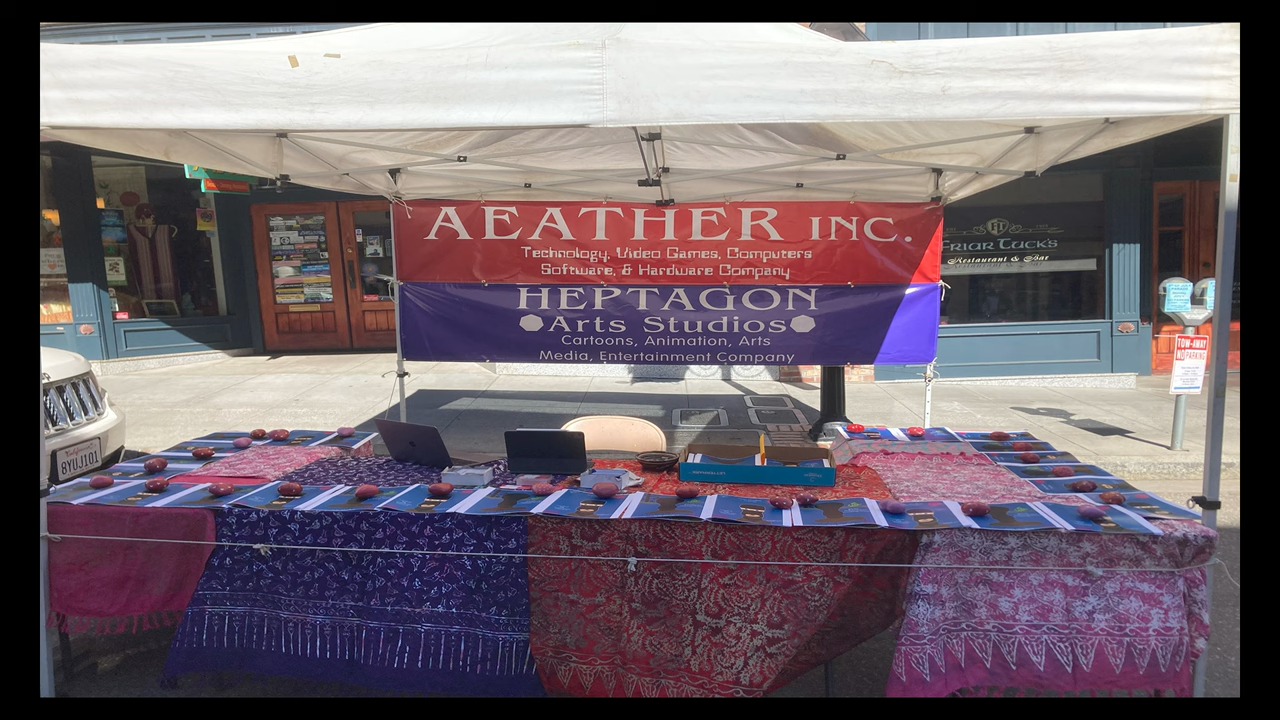 AEATHER INC.
Technology, Video Games, Computers
Software, & Hardware Company
HEPTAGON
Arts Studios
Cartoons, Animation, Arts
Media, Entertainment Company
FRIAR TUCK'S
Restaurant & Bar
TOW-AWAY
NO PARKING
8YUJ101